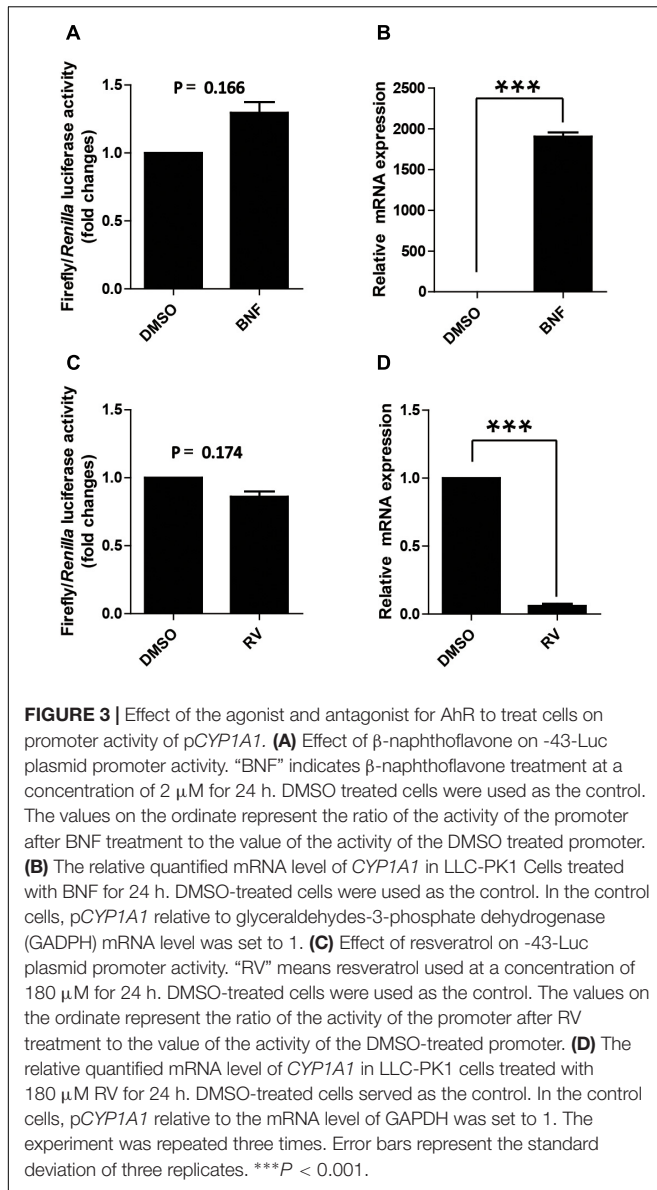 A
B
P = 0.166
***
Firefly/Renilla luciferase activity
(fold changes)
1.5
1.0
0.5
0.0
DMSO
BNF
Relative mRNA expression
2500
2000
1500
1000
500
0
DMSO
BNF
C
D
P = 0.174
***
Firefly/Renilla luciferase activity
(fold changes)
1.5
1.0
0.5
0.0
DMSO
RV
Relative mRNA expression
1.5
1.0
0.5
0.0
DMSO
RV
FIGURE 3 | Effect of the agonist and antagonist for AhR to treat cells on
promoter activity of pCYP1A1. (A) Effect of β-naphthoflavone on -43-Luc
plasmid promoter activity. “BNF” indicates β-naphthoflavone treatment at a
concentration of 2 μM for 24 h. DMSO treated cells were used as the control.
The values on the ordinate represent the ratio of the activity of the promoter
after BNF treatment to the value of the activity of the DMSO treated promoter.
(B) The relative quantified mRNA level of CYP1A1 in LLC-PK1 Cells treated
with BNF for 24 h. DMSO-treated cells were used as the control. In the control
cells, pCYP1A1 relative to glyceraldehydes-3-phosphate dehydrogenase
(GADPH) mRNA level was set to 1. (C) Effect of resveratrol on -43-Luc
plasmid promoter activity. “RV” means resveratrol used at a concentration of
180 μM for 24 h. DMSO-treated cells were used as the control. The values on
the ordinate represent the ratio of the activity of the promoter after RV
treatment to the value of the activity of the DMSO-treated promoter. (D) The
relative quantified mRNA level of CYP1A1 in LLC-PK1 cells treated with
180 μM RV for 24 h. DMSO-treated cells served as the control. In the control
cells, pCYP1A1 relative to the mRNA level of GAPDH was set to 1. The
experiment was repeated three times. Error bars represent the standard
deviation of three replicates. ***P < 0.001.